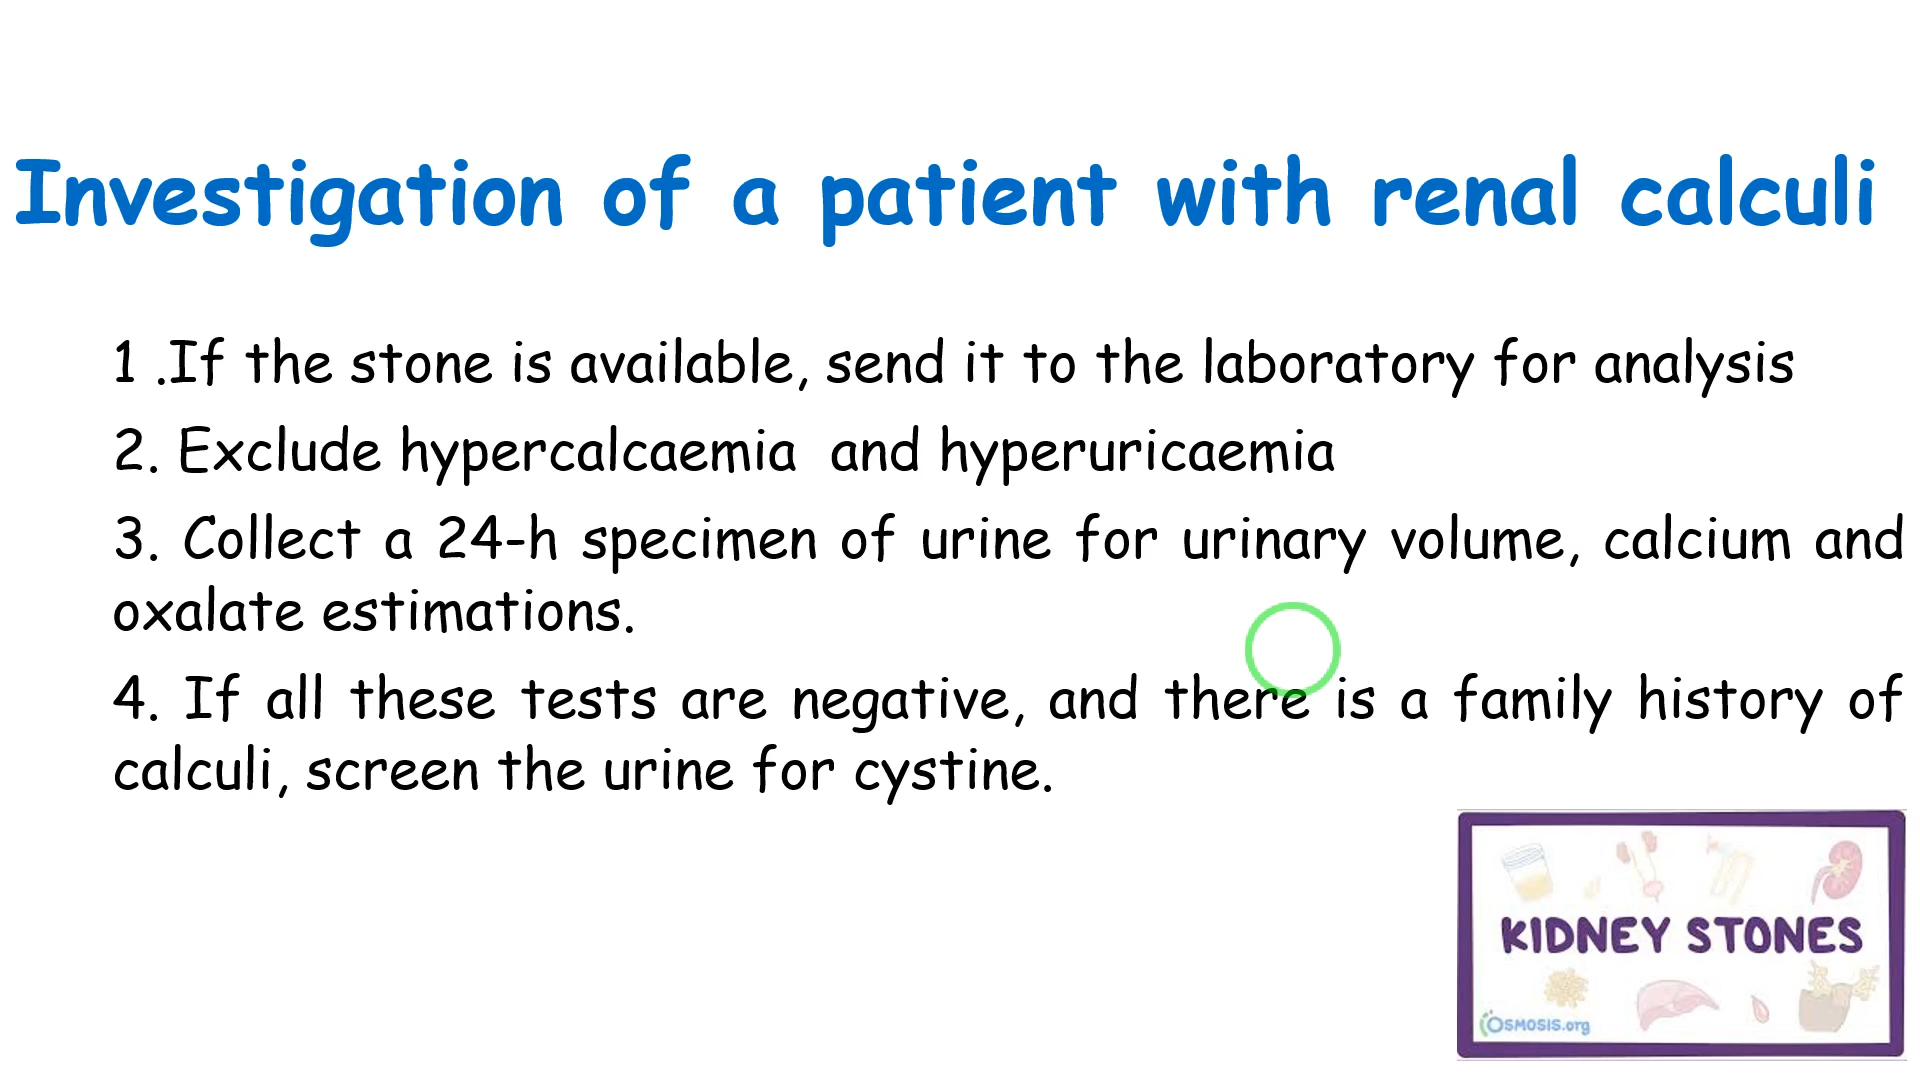 Investigation of a patient with renal calculi
1 .If the stone is available, send it to the laboratory for analysis
2. Exclude hypercalcaemia  and hyperuricaemia
3. Collect a 24-h specimen of urine for urinary volume, calcium and
oxalate estimations.
4. If all these tests are negative, and there is a family history of
calculi, screen the urine for cystine.
KIDNEY STONES
OSMOSIS.org